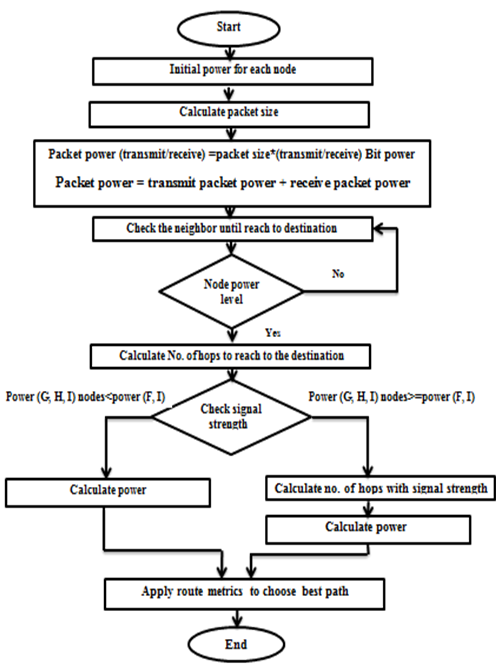 Start
Initial power for each node
Calculate packet size
Packet power (transmit/receive) =packet size*(transmit/receive) Bit power
Packet power = transmit packet power + receive packet power
Check the neighbor until reach to destination
No
Node power
level
Yes
Calculate No. of hops to reach to the destination
Power (G, H, I) nodes<power (F, I)
Power (G, H, I) nodes>=power (F, I)
Check signal
strength
Calculate power
Calculate no. of hops with signal strength
Calculate power
Apply route metrics to choose best path
End